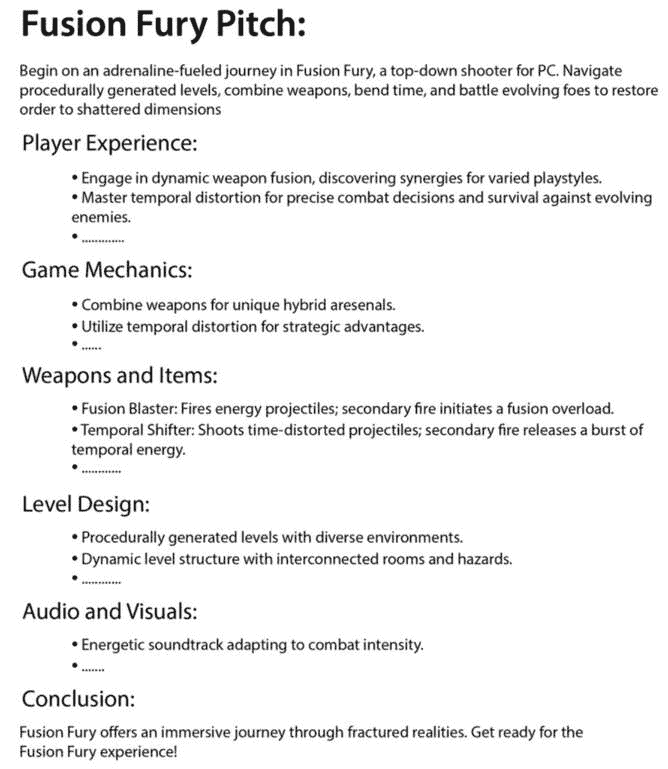 Fusion Fury Pitch:
Begin on an adrenaline-fueled journey in Fusion Fury, a top-down shooter for PC. Navigate
procedurally generated levels, combine weapons, bend time, and battle evolving foes to restore
order to shattered dimensions
Player Experience:
• Engage in dynamic weapon fusion, discovering synergies for varied playstyles.
• Master temporal distortion for precise combat decisions and survival against evolving
enemies.
• .............
Game Mechanics:
• Combine weapons for unique hybrid aresenals.
• Utilize temporal distortion for strategic advantages.
• ......
Weapons and Items:
• Fusion Blaster: Fires energy projectiles; secondary fire initiates a fusion overload.
• Temporal Shifter: Shoots time-distorted projectiles; secondary fire releases a burst of
temporal energy.
• ............
Level Design:
• Procedurally generated levels with diverse environments.
• Dynamic level structure with interconnected rooms and hazards.
• ............
Audio and Visuals:
• Energetic soundtrack adapting to combat intensity.
• .......
Conclusion:
Fusion Fury offers an immersive journey through fractured realities. Get ready for the
Fusion Fury experience!